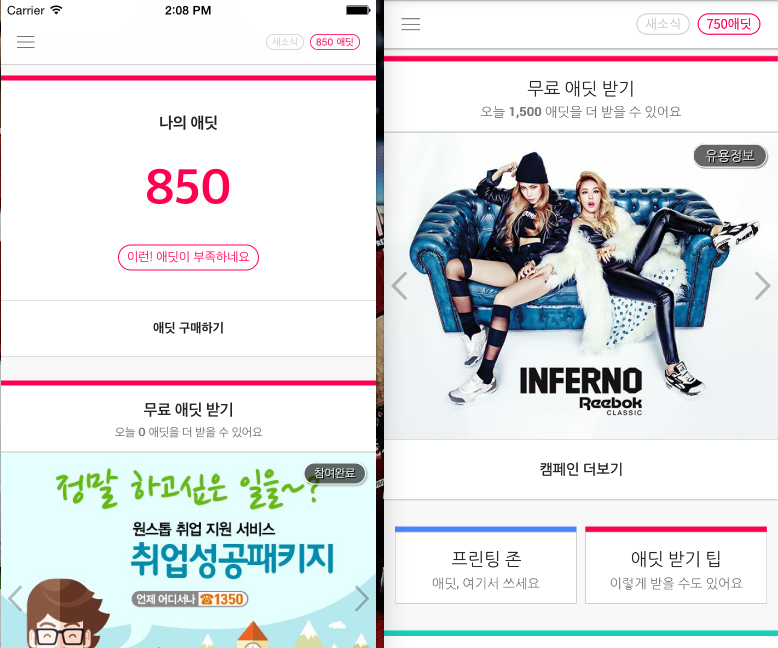 Carrier 2:08 PM
새소식 850 애딧
나의 애딧
850
이런! 애딧이 부족하네요
애딧 구매하기
무료 애딧 받기
오늘 0 애딧을 더 받을 수 있어요
참여완료
정말 하고싶은 일을~?
원스톱 취업 지원 서비스
취업성공패키지
언제 어디서나 ☎1350
새소식 750애딧
무료 애딧 받기
오늘 1,500 애딧을 더 받을 수 있어요
유용정보
INFERNO
Reebok
CLASSIC
캠페인 더보기
프린팅 존
애딧, 여기서 쓰세요
애딧 받기 팁
이렇게 받을 수도 있어요